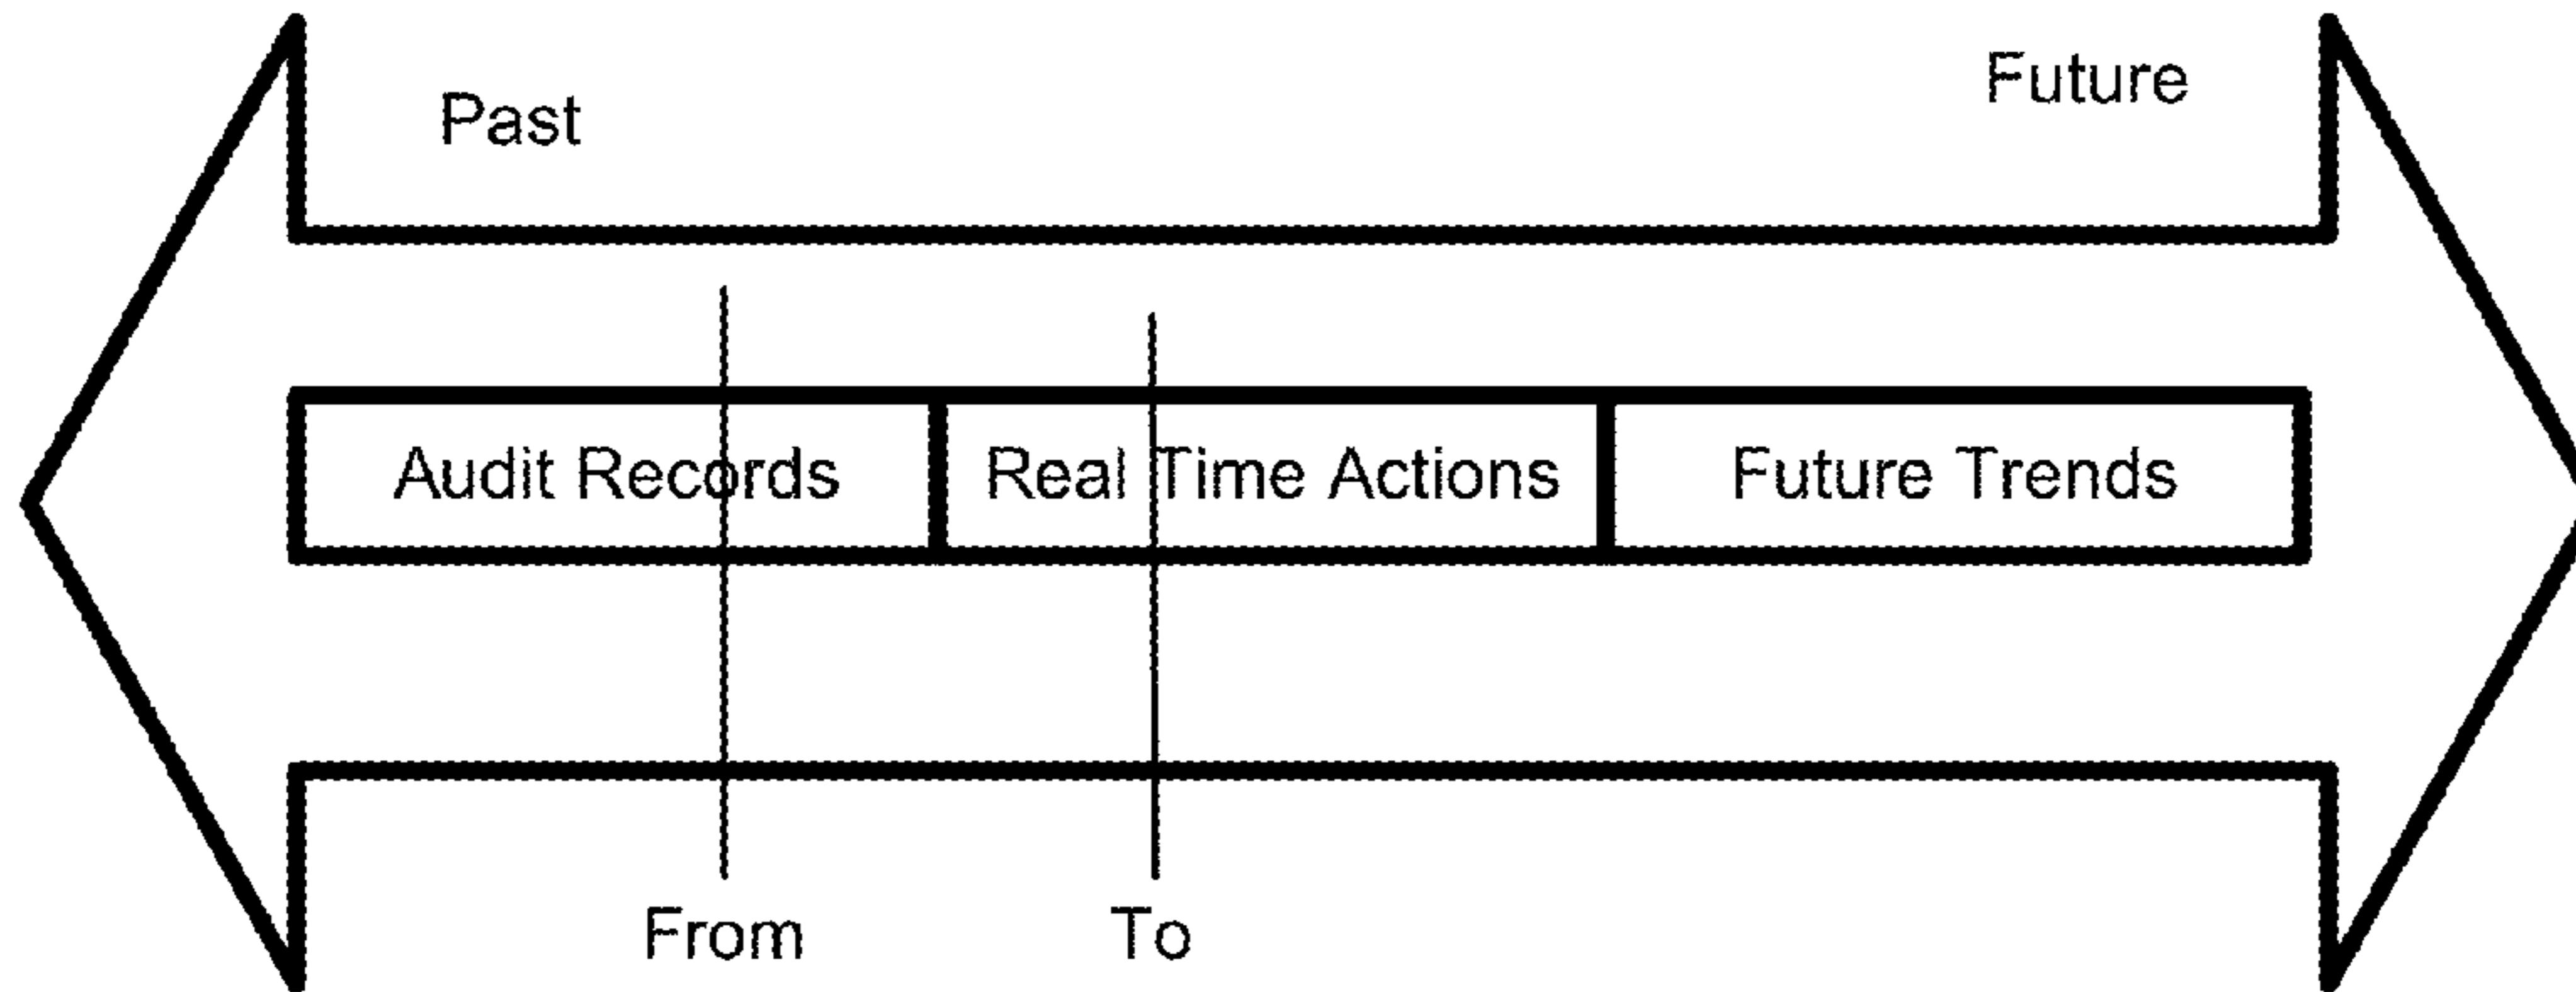 Past
Future
Audit Records
Real Time Actions
Future Trends
From
To